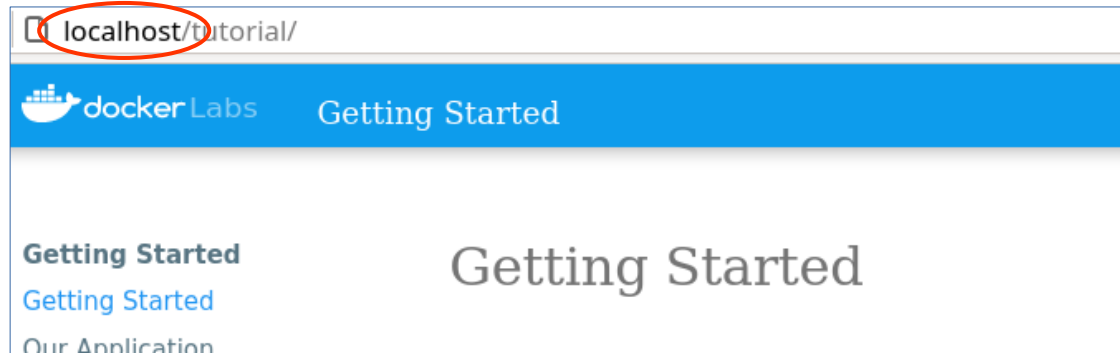 localhost/tutorial/
docker Labs
Getting Started
Getting Started
Getting Started
Getting Started
Our Application